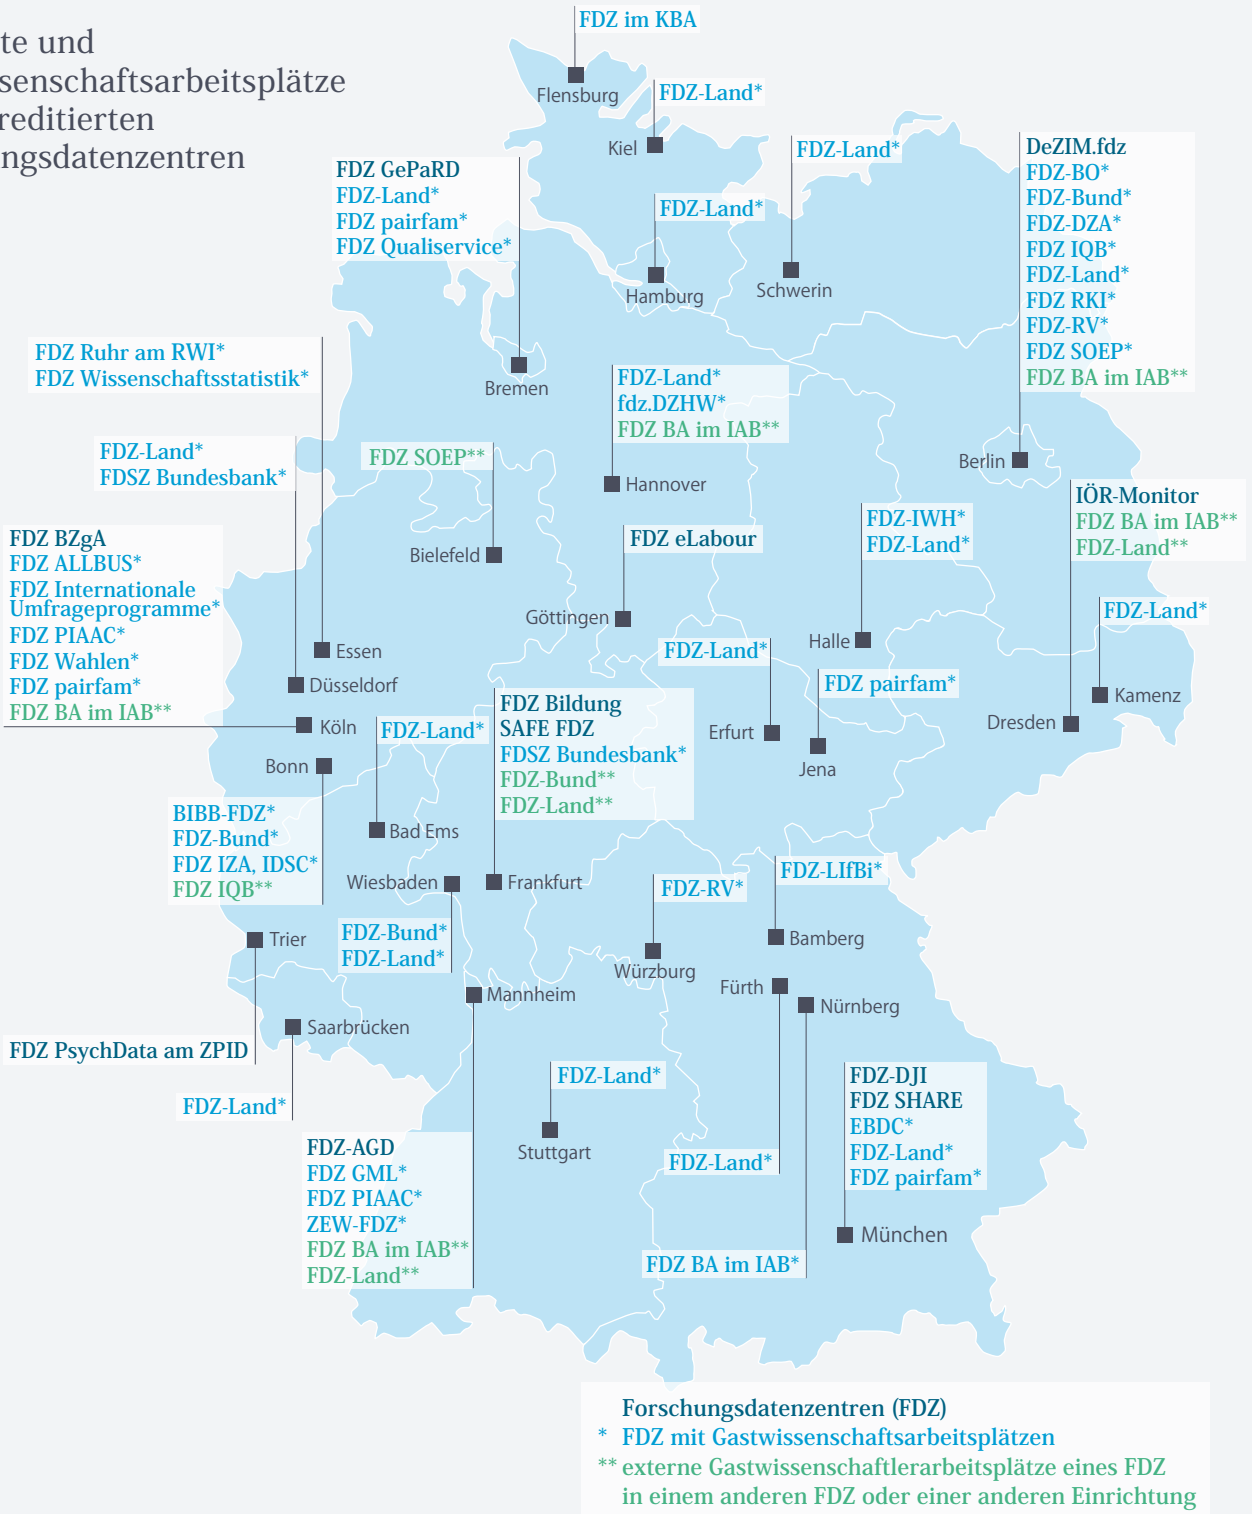 te und
senschaftsarbeitsplätze
reditierten
ngsdatenzentren
FDZ im KBA
Flensburg
FDZ-Land*
Kiel
FDZ-Land*
Schwerin
FDZ-Land*
Hamburg
FDZ GePaRD
FDZ-Land*
FDZ pairfam*
FDZ Qualiservice*
Bremen
DeZIM.fdz
FDZ-BO*
FDZ-Bund*
FDZ-DZA*
FDZ IQB*
FDZ-Land*
FDZ RKI*
FDZ-RV*
FDZ SOEP*
FDZ BA im IAB**
Berlin
FDZ Ruhr am RWI*
FDZ Wissenschaftsstatistik*
Essen
FDZ-Land*
fdz.DZHW*
FDZ BA im IAB**
Hannover
FDZ-Land*
FDSZ Bundesbank*
Düsseldorf
FDZ SOEP**
Bielefeld
IÖR-Monitor
FDZ BA im IAB**
FDZ-Land**
Dresden
FDZ-IWH*
FDZ-Land*
Halle
FDZ eLabour
Göttingen
FDZ BZgA
FDZ ALLBUS*
FDZ Internationale
Umfrageprogramme*
FDZ PIAAC*
FDZ Wahlen*
FDZ pairfam*
FDZ BA im IAB**
Köln
FDZ-Land*
Kamenz
FDZ-Land*
Erfurt
FDZ pairfam*
Jena
FDZ Bildung
SAFE FDZ
FDSZ Bundesbank*
FDZ-Bund**
FDZ-Land**
Frankfurt
FDZ-Land*
Bad Ems
Bonn
BIBB-FDZ*
FDZ-Bund*
FDZ IZA, IDSC*
FDZ IQB**
Wiesbaden
FDZ-Bund*
FDZ-Land*
FDZ-RV*
Würzburg
FDZ-LIfBi*
Bamberg
Trier
FDZ PsychData am ZPID
Fürth
FDZ-Land*
Nürnberg
FDZ BA im IAB*
Mannheim
FDZ-AGD
FDZ GML*
FDZ PIAAC*
ZEW-FDZ*
FDZ BA im IAB**
FDZ-Land**
Saarbrücken
FDZ-Land*
FDZ-Land*
Stuttgart
FDZ-DJI
FDZ SHARE
EBDC*
FDZ-Land*
FDZ pairfam*
München
Forschungsdatenzentren (FDZ)
* FDZ mit Gastwissenschaftsarbeitsplätzen
** externe Gastwissenschaftlerarbeitsplätze eines FDZ
in einem anderen FDZ oder einer anderen Einrichtung